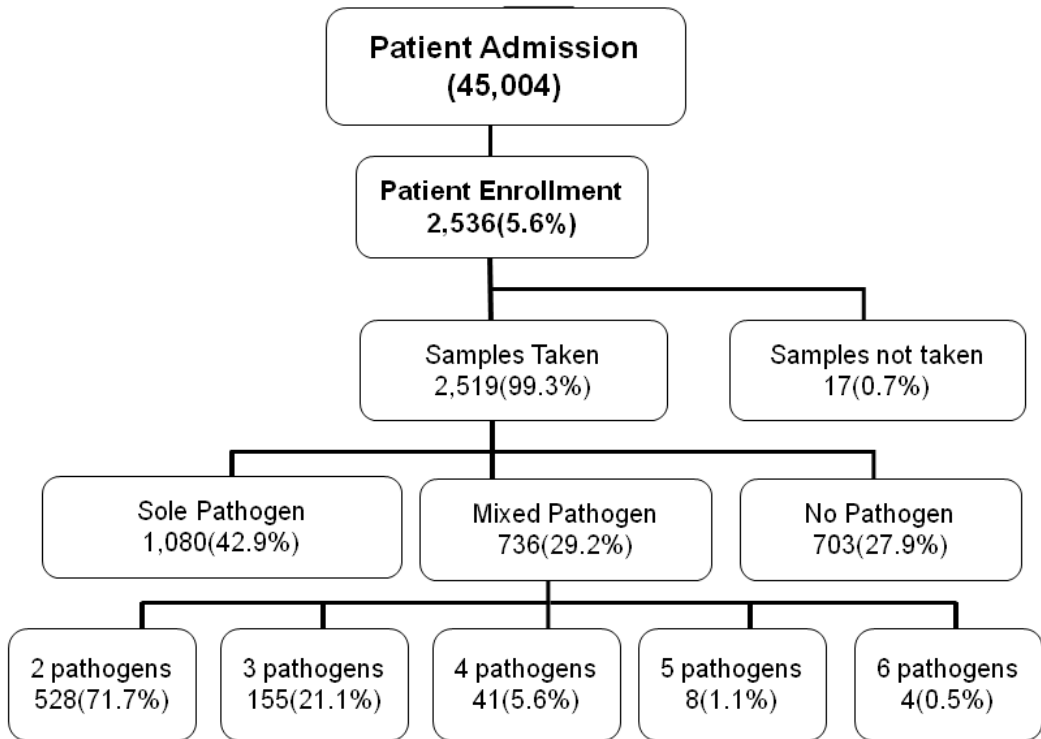 Patient Admission
(45,004)
Patient Enrollment
2,536(5.6%)
Samples Taken
2,519(99.3%)
Samples not taken
17(0.7%)
Sole Pathogen
1,080(42.9%)
Mixed Pathogen
736(29.2%)
No Pathogen
703(27.9%)
2 pathogens
528(71.7%)
3 pathogens
155(21.1%)
4 pathogens
41(5.6%)
5 pathogens
8(1.1%)
6 pathogens
4(0.5%)